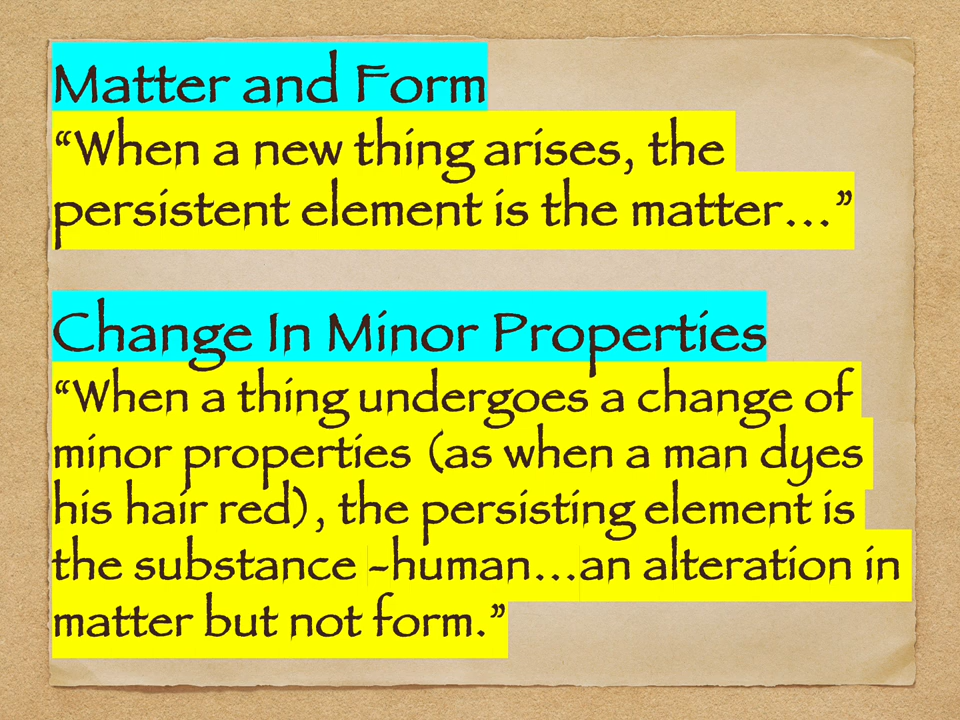 Matter and Form
“When a new thing arises, the
persistent element is the matter...”
Change In Minor Properties
“When a thing undergoes a change of
minor properties (as when a man dyes
his hair red), the persisting element is
the substance -human...an alteration in
matter but not form.”